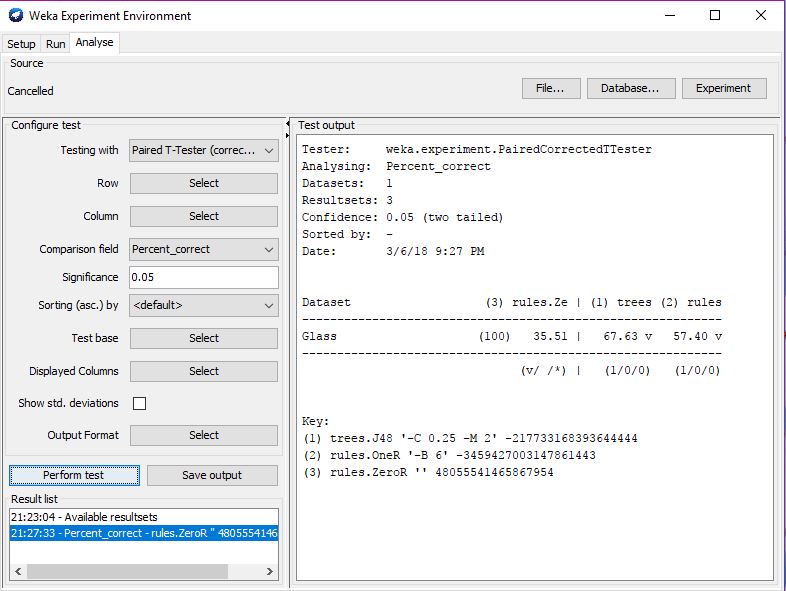 Weka Experiment Environment
Setup Run Analyse
Source
Cancelled
File... Database... Experiment
Configure test
Testing with Paired T-Tester (correc...
Row Select
Column Select
Comparison field Percent_correct
Significance 0.05
Sorting (asc.) by <default>
Test base Select
Displayed Columns Select
Show std. deviations
Output Format Select
Perform test Save output
Result list
21:23:04 - Available resultsets
21:27:33 - Percent_correct - rules.ZeroR '' 4805554146
Test output
Tester: weka.experiment.PairedCorrectedTTester
Analysing: Percent_correct
Datasets: 1
Resultsets: 3
Confidence: 0.05 (two tailed)
Sorted by: -
Date: 3/6/18 9:27 PM
Dataset (3) rules.Ze | (1) trees (2) rules
------------------------------------------------------------
Glass (100) 35.51 | 67.63 v 57.40 v
------------------------------------------------------------
(v/ /*) | (1/0/0) (1/0/0)
Key:
(1) trees.J48 '-C 0.25 -M 2' -217733168393644444
(2) rules.OneR '-B 6' -3459427003147861443
(3) rules.ZeroR '' 48055541465867954